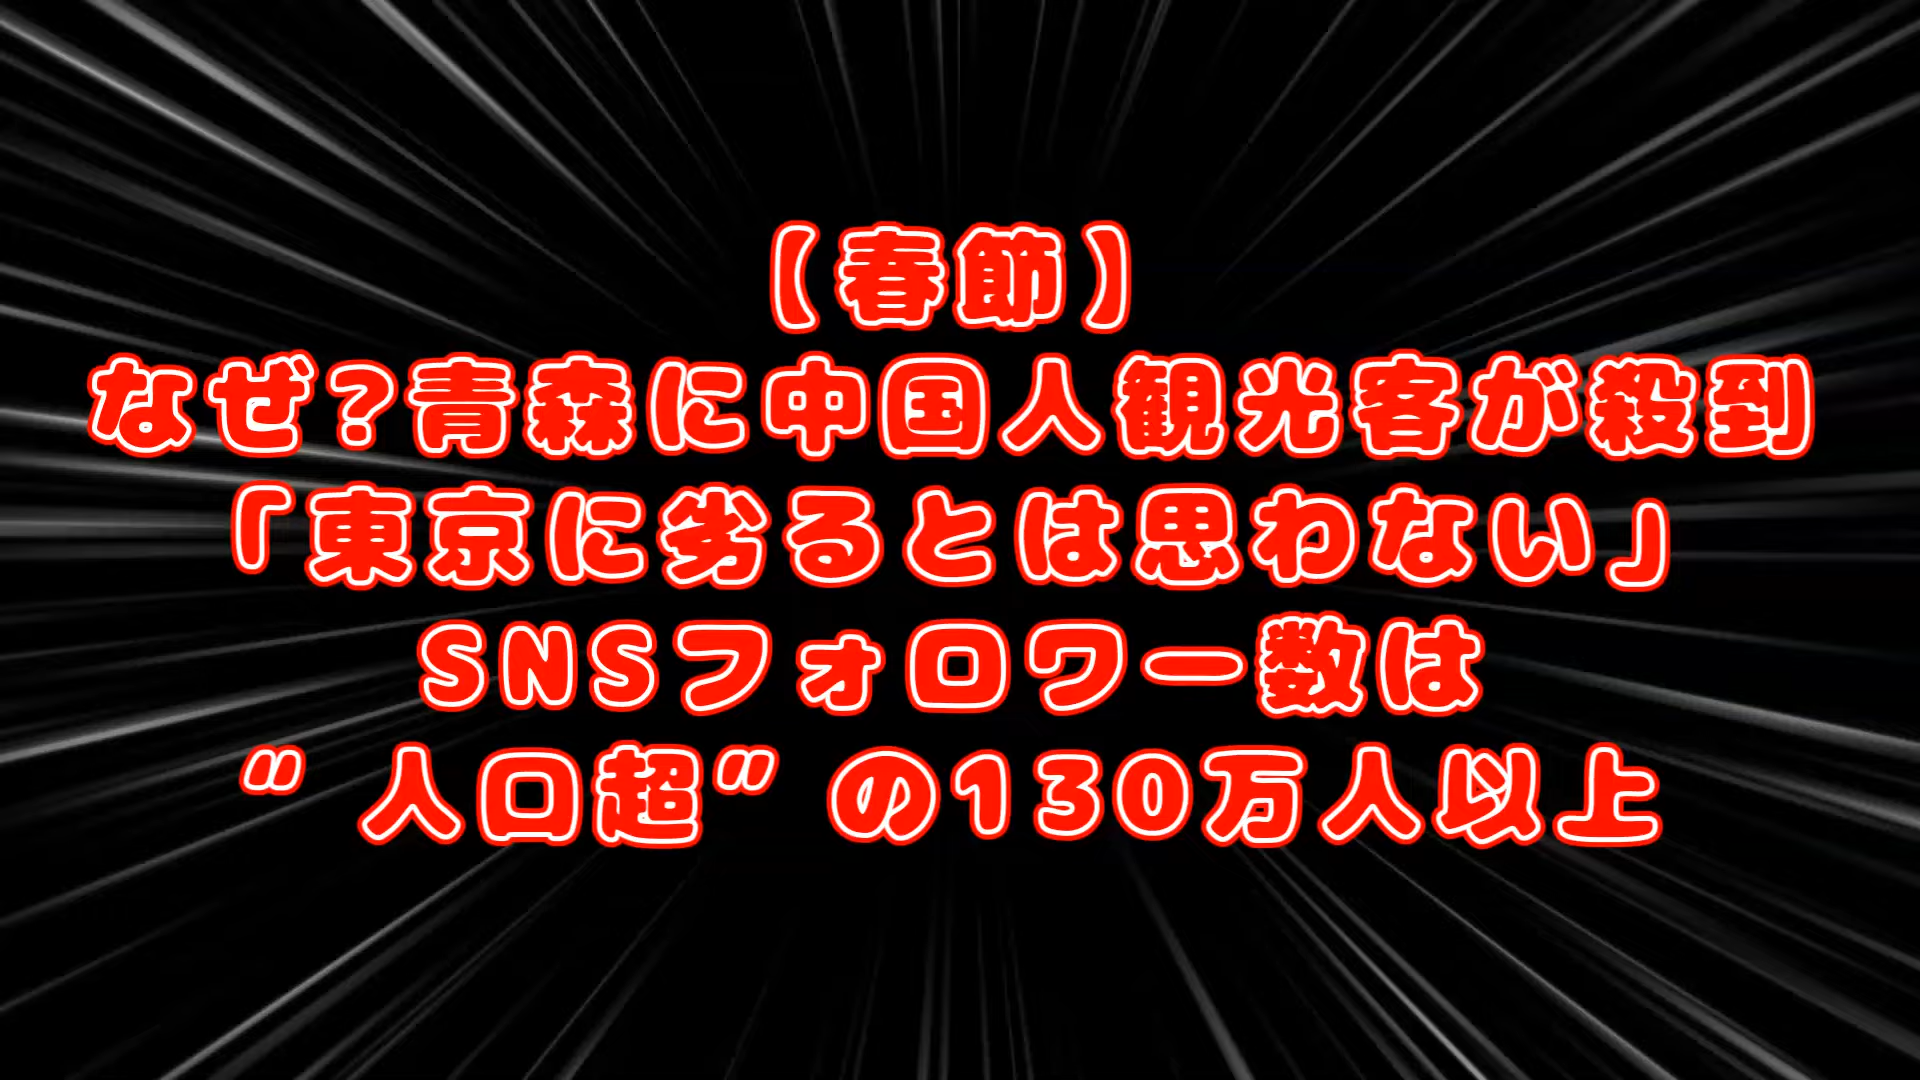 【春節】
なぜ?青森に中国人観光客が殺到
「東京に劣るとは思わない」
SNSフォロワー数は
“人口超”の130万人以上